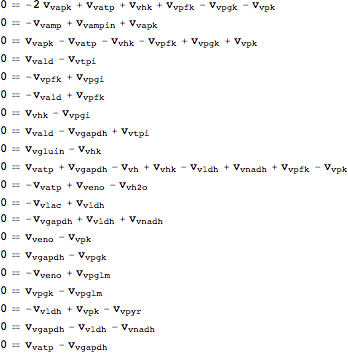 0 == -2 Vvapk + Vvatp + Vvhk + Vvpfk - Vvpgk - Vvpk
0 == -Vvamp + Vvampin + Vvapk
0 == Vvapk - Vvatp - Vvhk - Vvpfk + Vvpgk + Vvpk
0 == Vvald - Vvtpi
0 == -Vvpfk + Vvpgi
0 == -Vvald + Vvpfk
0 == Vvhk - Vvpgi
0 == Vvald - Vvgapdh + Vvtpi
0 == Vvgluin - Vvhk
0 == Vvatp + Vvgapdh - Vvh + Vvhk - Vvldh + Vvnadh + Vvpfk - Vvpk
0 == -Vvatp + Vveno - Vvh2o
0 == -Vvlac + Vvldh
0 == -Vvgapdh + Vvldh + Vvnadh
0 == Vveno - Vvpk
0 == Vvgapdh - Vvpgk
0 == -Vveno + Vvpglm
0 == Vvpgk - Vvpglm
0 == -Vvldh + Vvpk - Vvpyr
0 == Vvgapdh - Vvldh - Vvnadh
0 == Vvatp - Vvgapdh